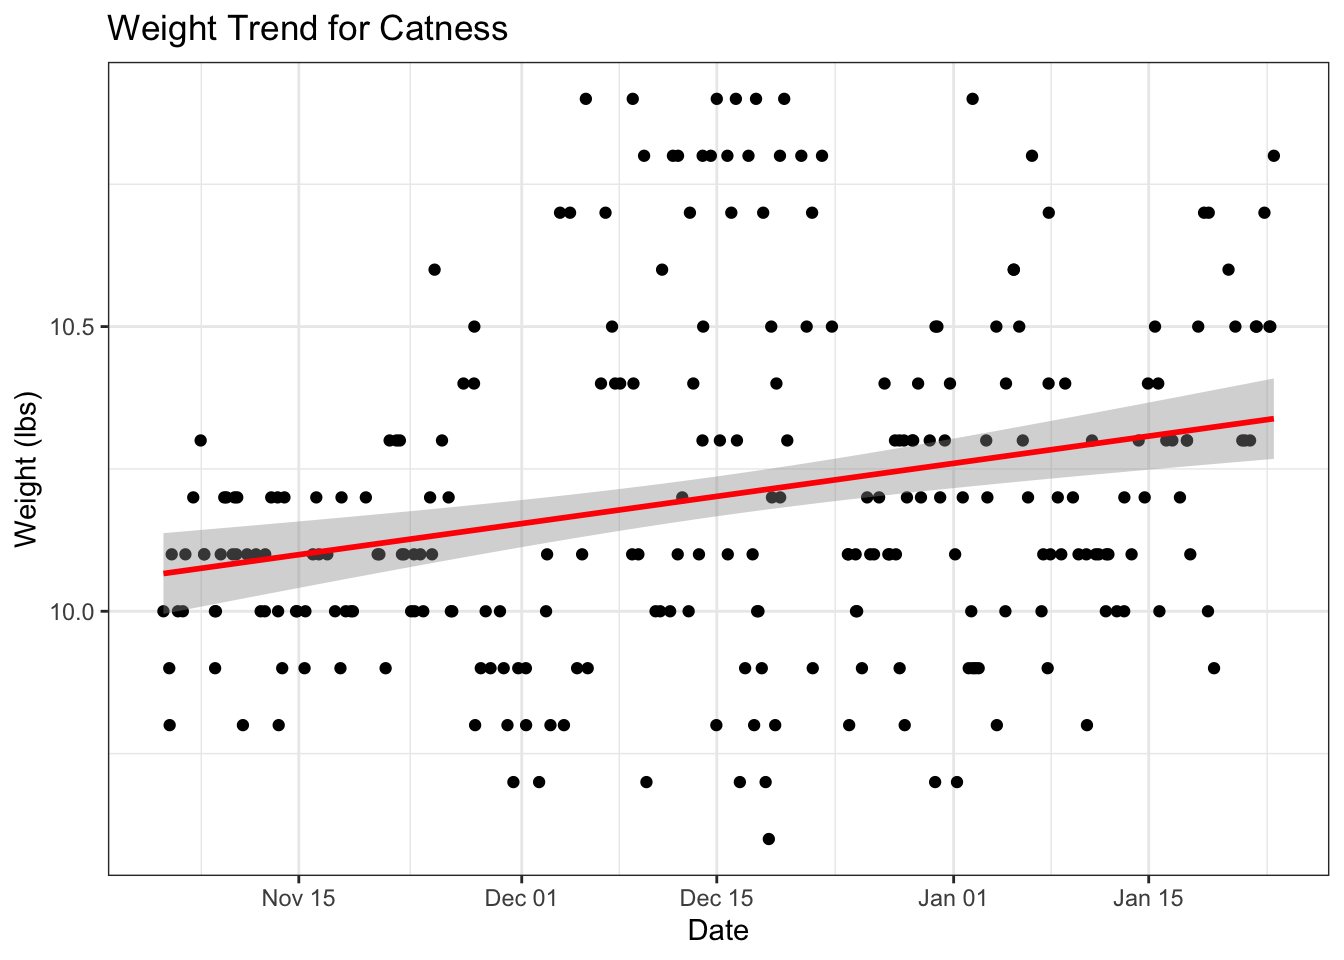 Weight Trend for Catness
Weight (lbs)
10.5
10.0
Nov 15
Dec 01
Dec 15
Jan 01
Jan 15
Date